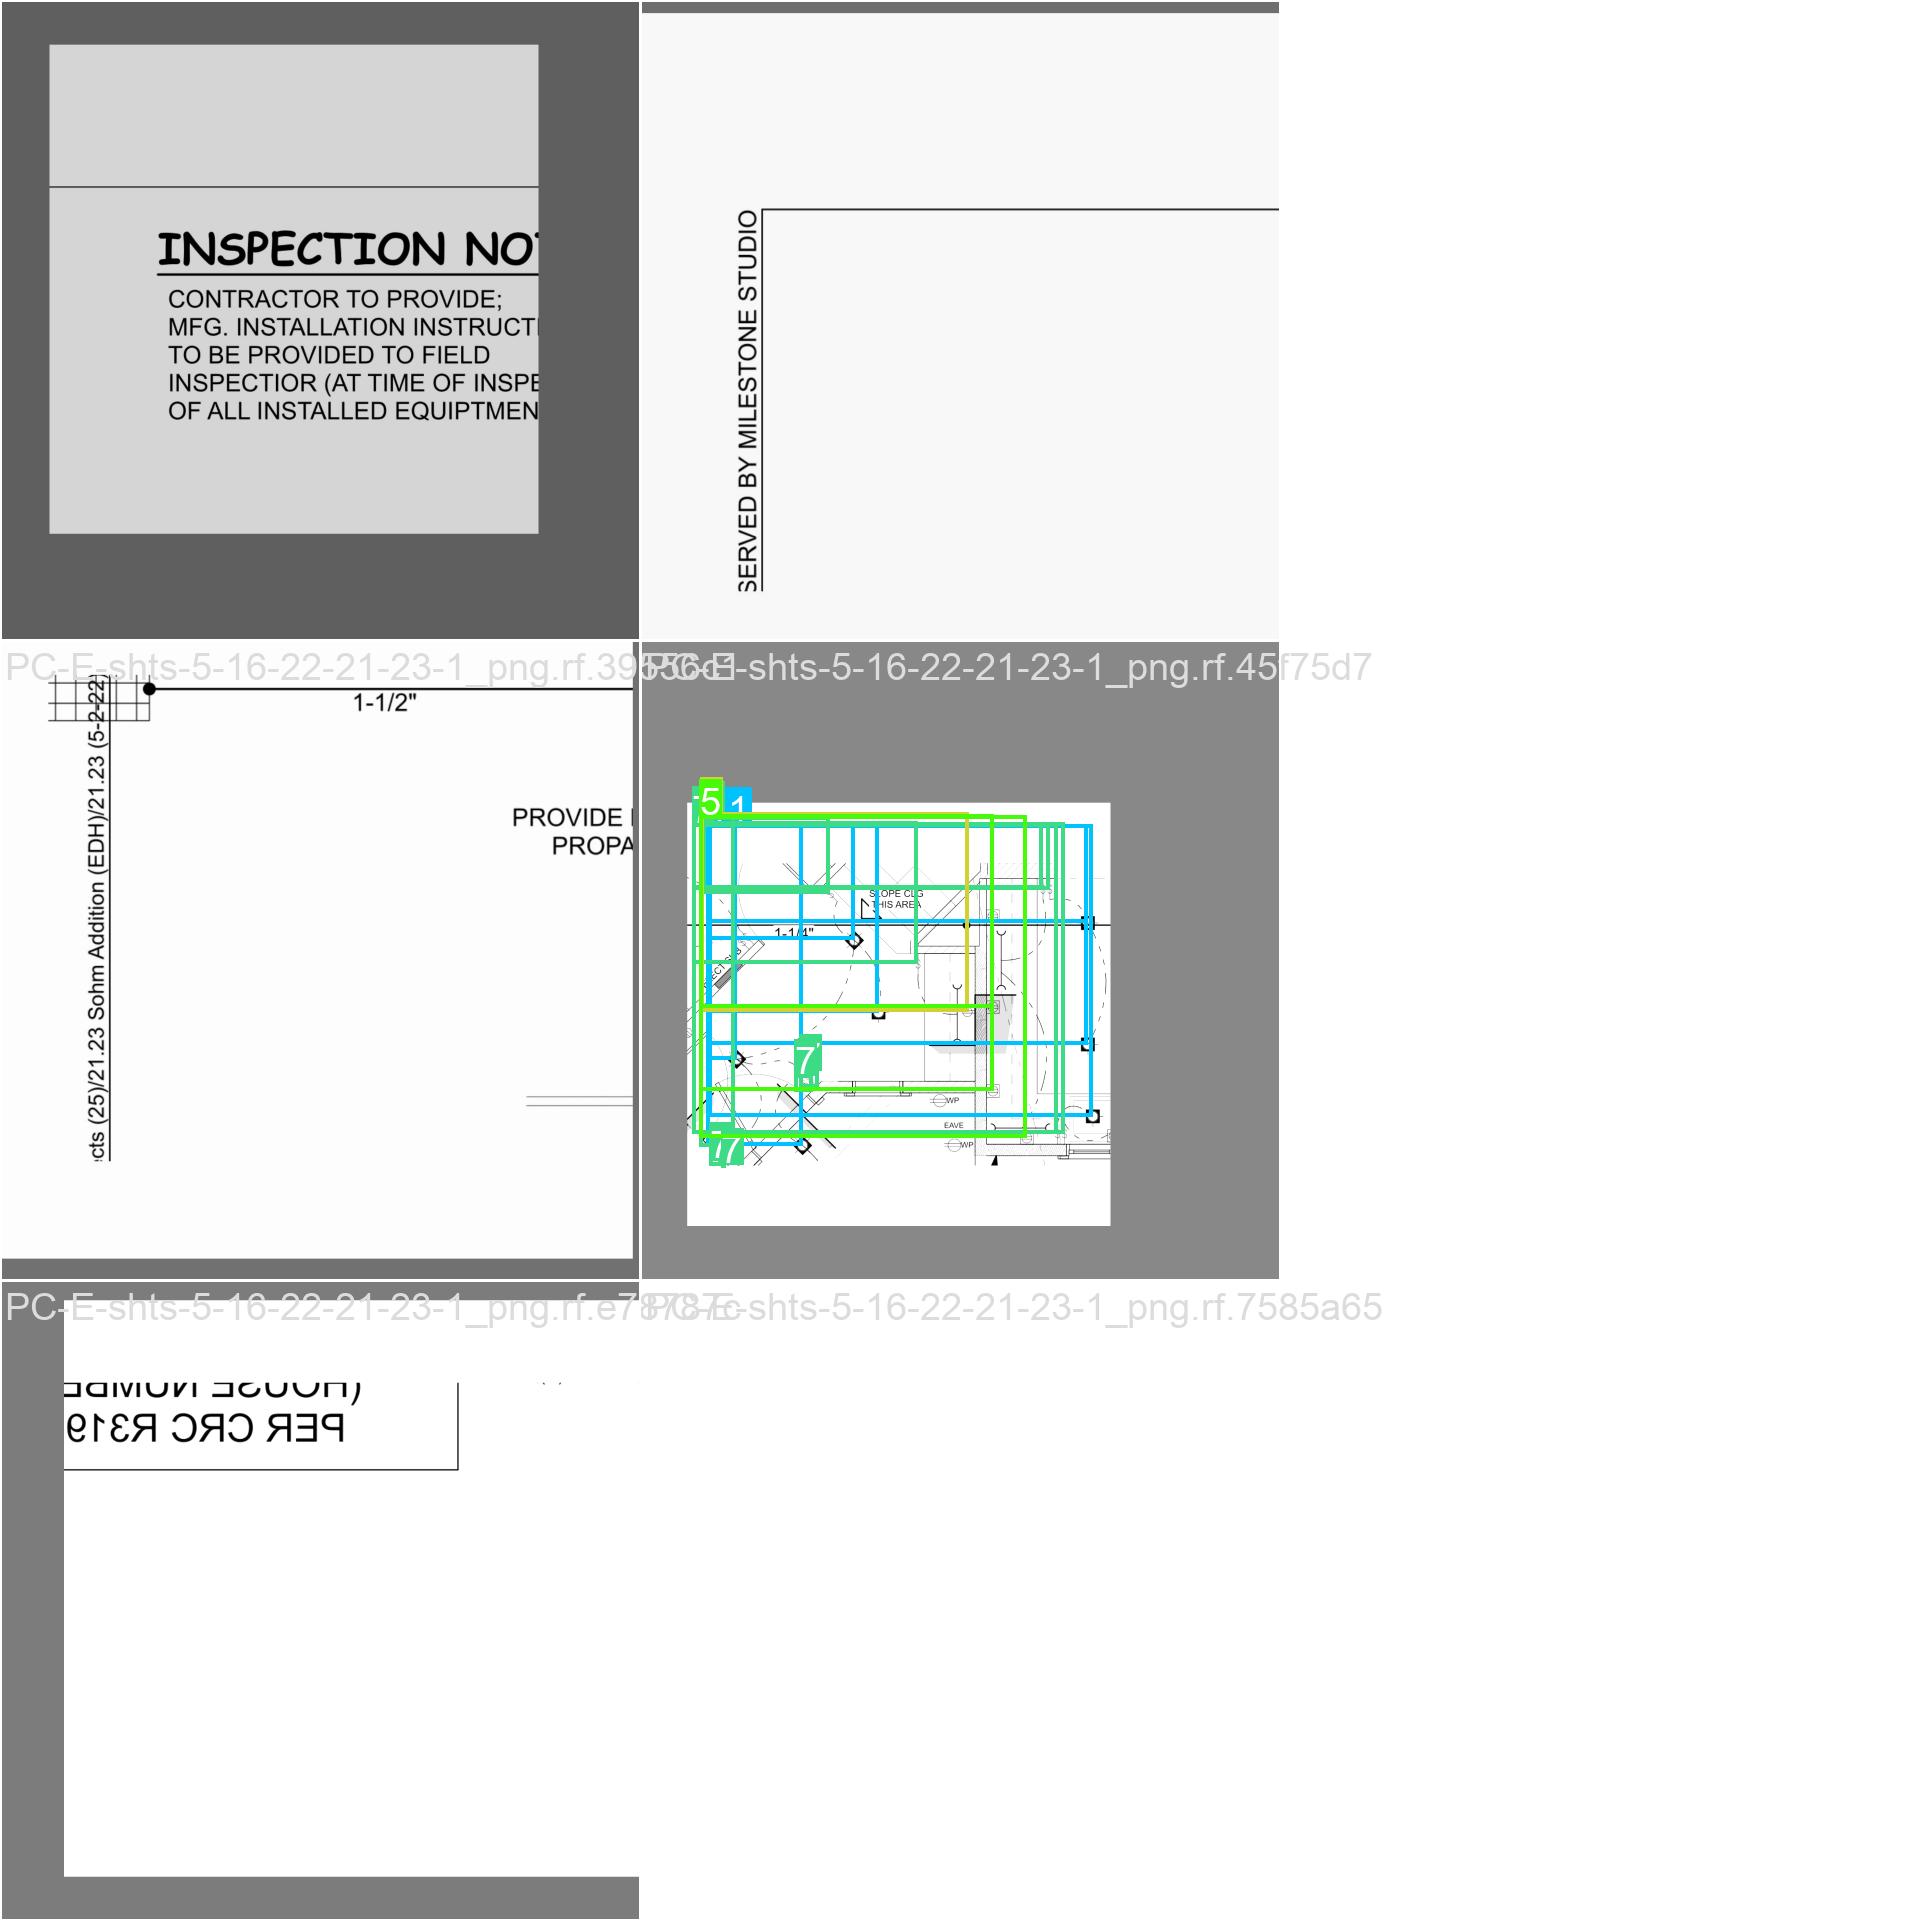 INSPECTION NOT
CONTRACTOR TO PROVIDE;
MFG. INSTALLATION INSTRUCTI
TO BE PROVIDED TO FIELD
INSPECTIOR (AT TIME OF INSPE
OF ALL INSTALLED EQUIPTMEN
SERVED BY MILESTONE STUDIO
PC-E-shts-5-16-22-21-23-1_png.rf.39556d1
PC-E-shts-5-16-22-21-23-1_png.rf.45f75d7
1-1/2"
cts (25)/21.23 Sohm Addition (EDH)/21.23 (5-2-22)
PROVIDE
PROPA
5
1
SLOPE CLG
THIS AREA
1-1/4"
7
WP
EAVE
WP
7
PC-E-shts-5-16-22-21-23-1_png.rf.e78787c
PC-E-shts-5-16-22-21-23-1_png.rf.7585a65
(HOUSE NUMBE
PER CRC R319